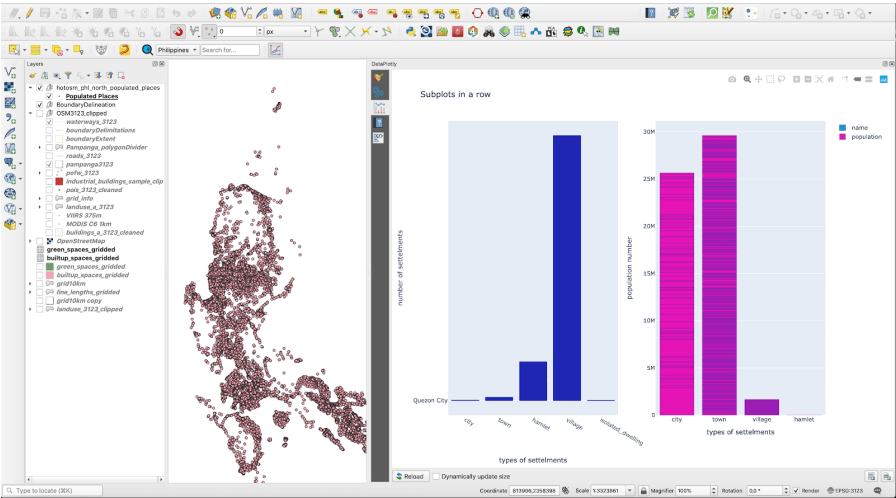 0
px
Philippines
Search for...
Layers
hotosm_phl_north_populated_places
Populated Places
BoundaryDelineation
OSM3123_clipped
waterways_3123
boundaryDelimitations
boundaryExtent
Pampanga_polygonDivider
roads_3123
pampanga3123
pofw_3123
industrial_buildings_sample_clip
pois_3123_cleaned
grid_info
landuse_a_3123
VIIRS 375m
MODIS C6 1km
buildings_a_3123_cleaned
OpenStreetMap
green_spaces_gridded
builtup_spaces_gridded
green_spaces_gridded
builtup_spaces_gridded
grid10km
line_lengths_gridded
grid10km copy
landuse_3123_clipped
DataPlotly
Subplots in a row
number of settelments
Quezon City
city
town
hamlet
village
isolated_dwelling
types of settelments
population number
30M
25M
20M
15M
10M
5M
0
city
town
village
hamlet
types of settelments
name
population
Reload
Dynamically update size
Type to locate (⌘K)
Coordinate
813906,2358398
Scale
1:3323861
Magnifier
100%
Rotation
0,0 °
Render
EPSG:3123